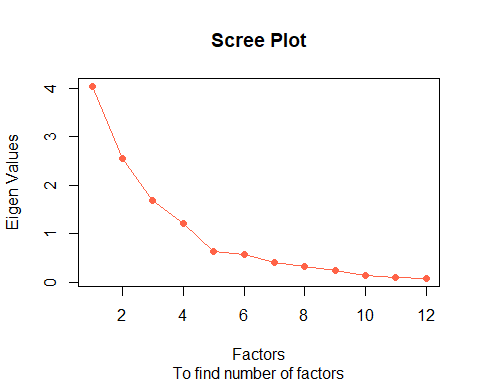 Scree Plot
Eigen Values
4
3
2
1
0
2 4 6 8 10 12
Factors
To find number of factors